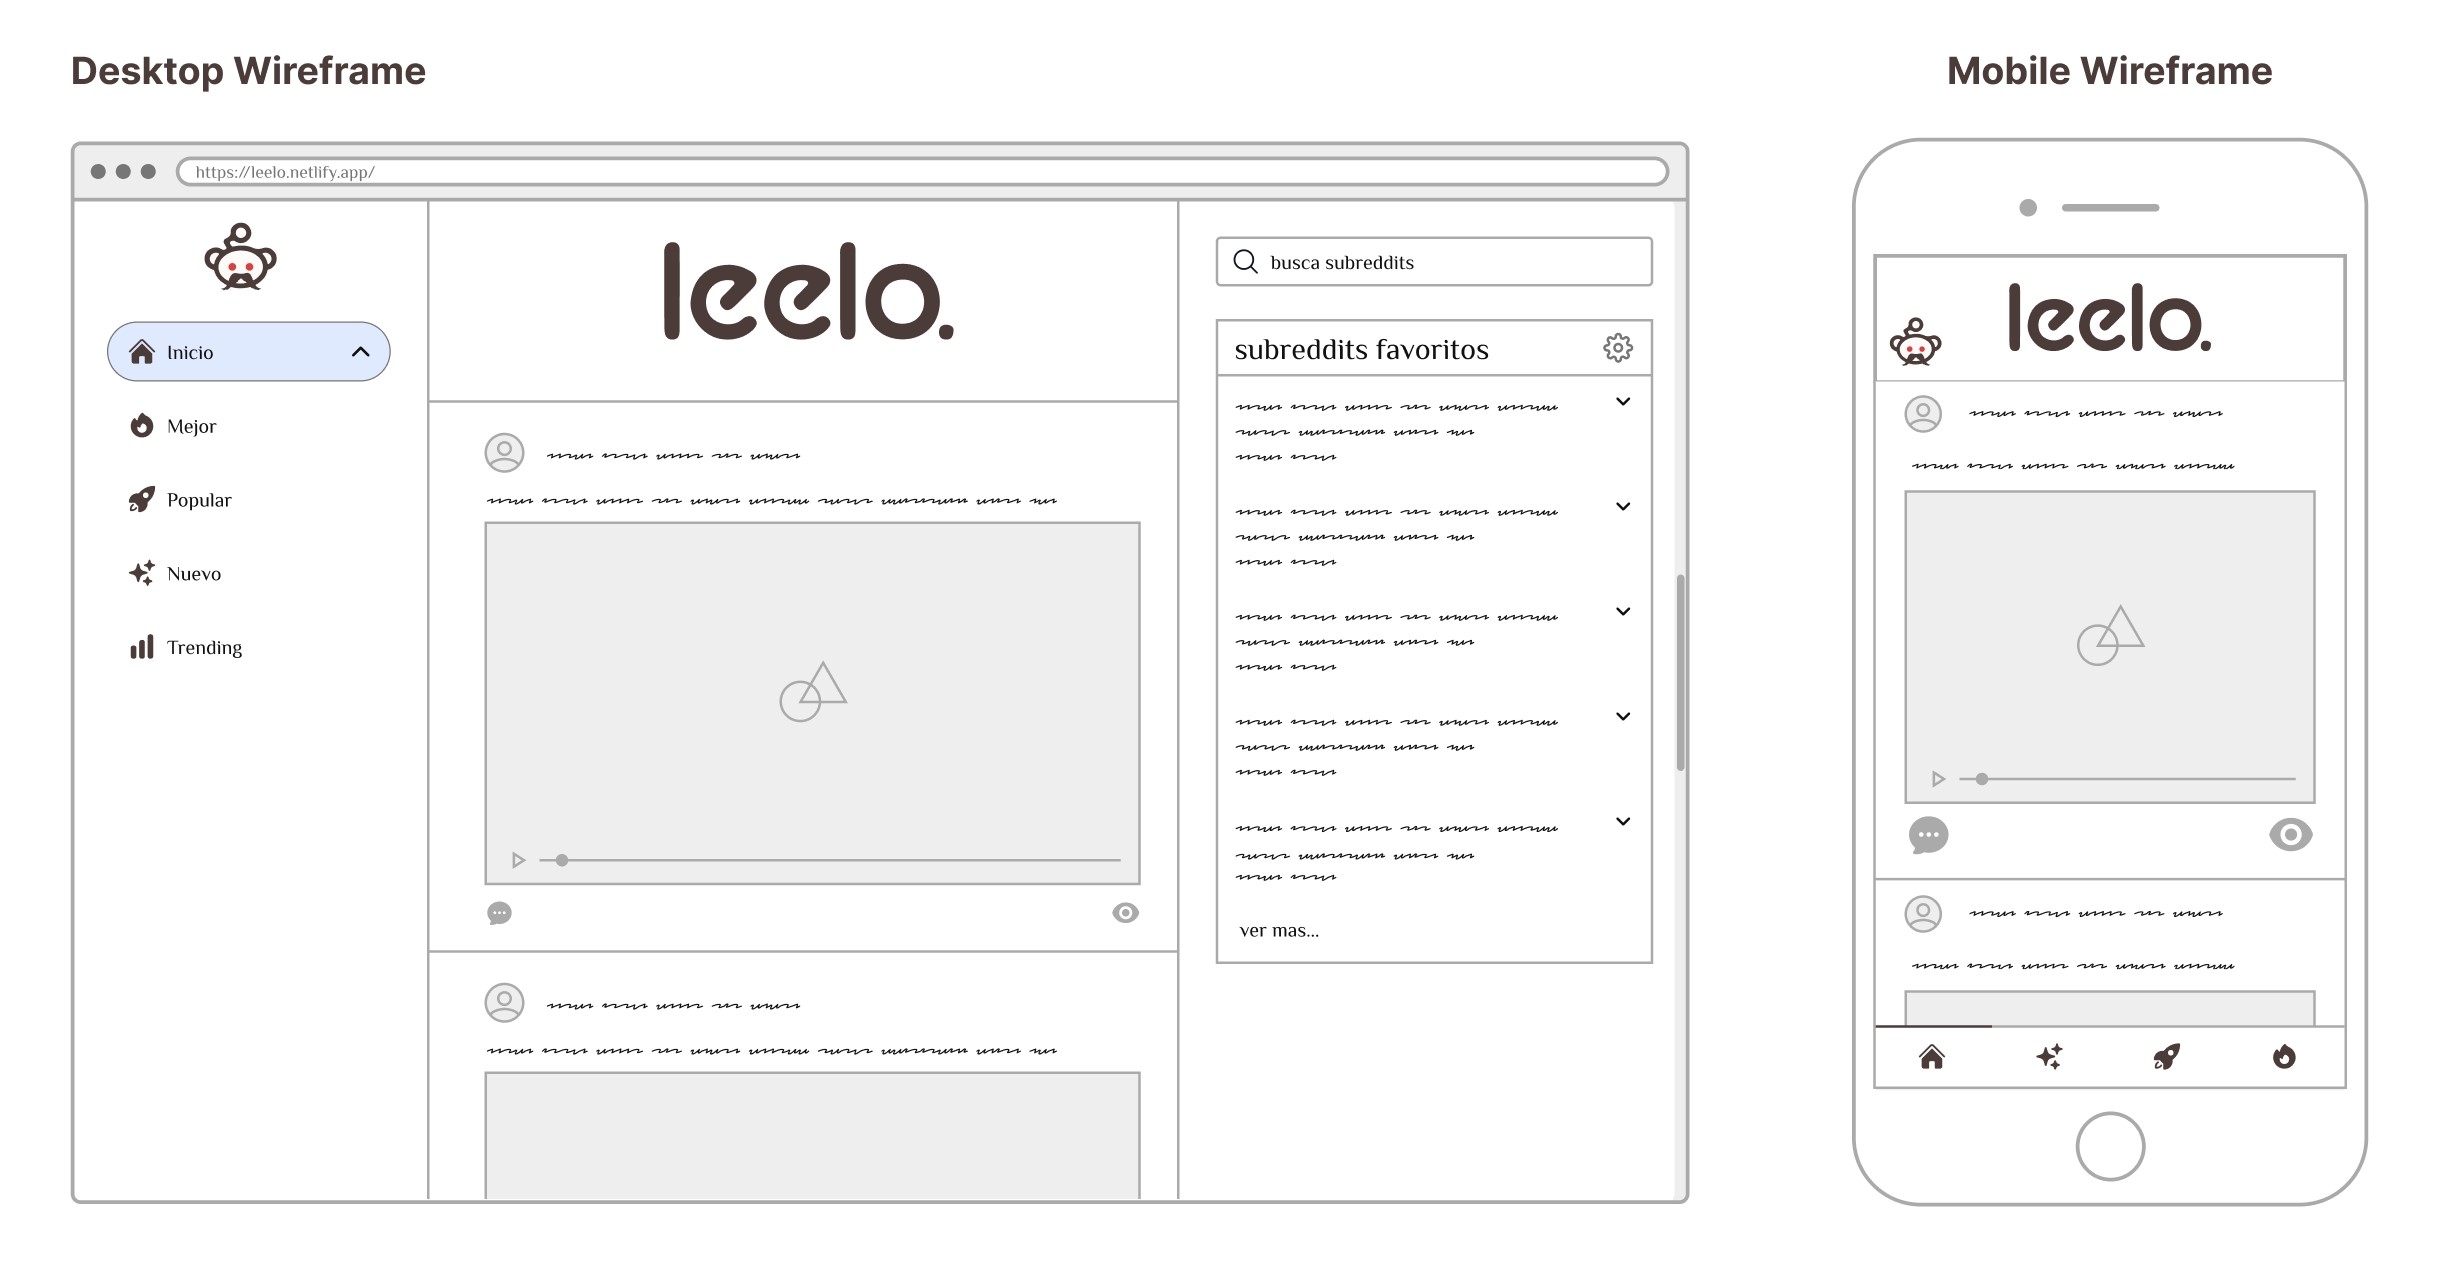 Desktop Wireframe
Mobile Wireframe
https://leelo.netlify.app/
Inicio
Mejor
Popular
Nuevo
Trending
leelo.
busca subreddits
subreddits favoritos
ver mas...
leelo.